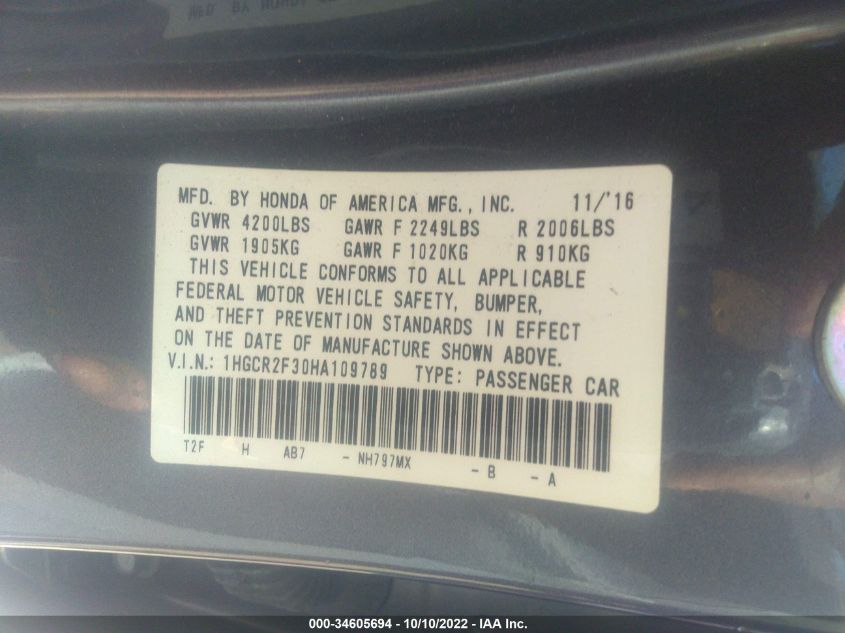 MFD. BY HONDA OF AMERICA MFG., INC. 11/'16
GVWR 4200LBS GAWR F 2249LBS R 2006LBS
GVWR 1905KG GAWR F 1020KG R 910KG
THIS VEHICLE CONFORMS TO ALL APPLICABLE
FEDERAL MOTOR VEHICLE SAFETY, BUMPER,
AND THEFT PREVENTION STANDARDS IN EFFECT
ON THE DATE OF MANUFACTURE SHOWN ABOVE.
V.I.N.: 1HGCR2F30HA109789 TYPE: PASSENGER CAR
T2F H AB7 - NH797MX - B - A
000-34605694 - 10/10/2022 - IAA Inc.